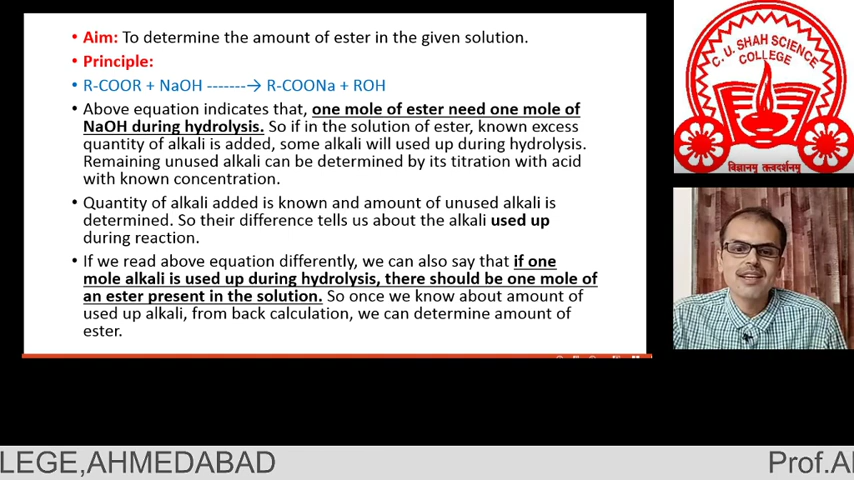 • Aim: To determine the amount of ester in the given solution.
• Principle:
• R-COOR + NaOH -------→ R-COONa + ROH
• Above equation indicates that, one mole of ester need one mole of
NaOH during hydrolysis. So if in the solution of ester, known excess
quantity of alkali is added, some alkali will used up during hydrolysis.
Remaining unused alkali can be determined by its titration with acid
with known concentration.
• Quantity of alkali added is known and amount of unused alkali is
determined. So their difference tells us about the alkali used up
during reaction.
• If we read above equation differently, we can also say that if one
mole alkali is used up during hydrolysis, there should be one mole of
an ester present in the solution. So once we know about amount of
used up alkali, from back calculation, we can determine amount of
ester.
C. U. SHAH SCIENCE
COLLEGE
विज्ञानम् तत्त्वदर्शनम्
LEGE,AHMEDABAD
Prof.Al